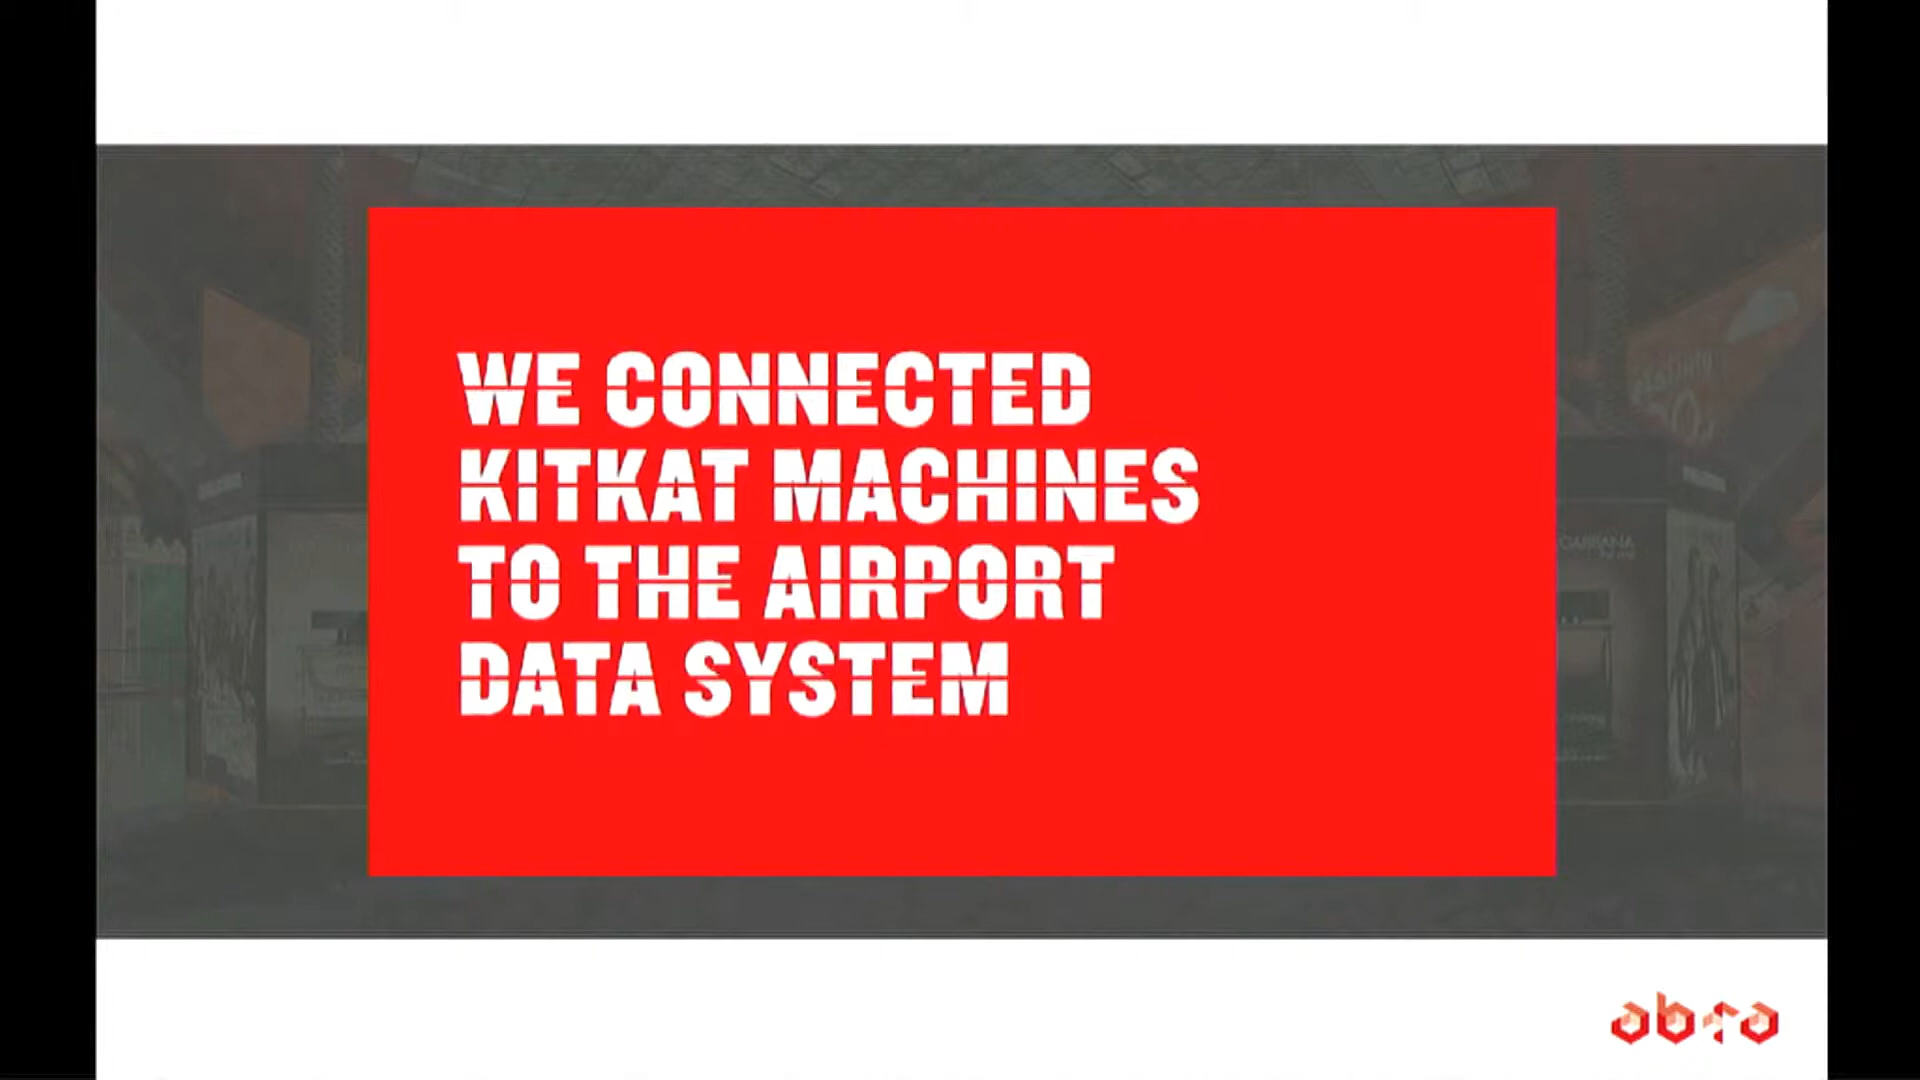 WE CONNECTED
KITKAT MACHINES
TO THE AIRPORT
DATA SYSTEM
abra